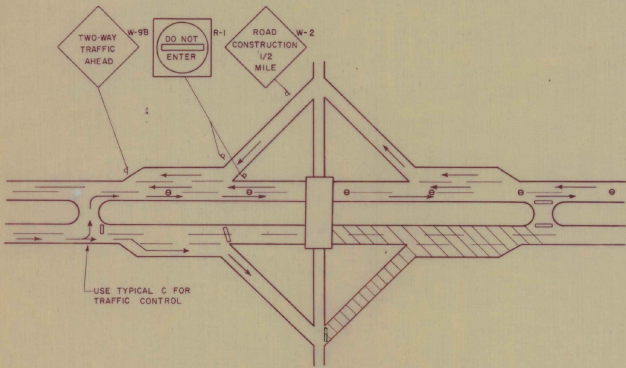 TWO-WAY
TRAFFIC
AHEAD
W-9B
DO NOT
ENTER
R-1
ROAD
CONSTRUCTION
1/2
MILE
W-2
USE TYPICAL C FOR
TRAFFIC CONTROL